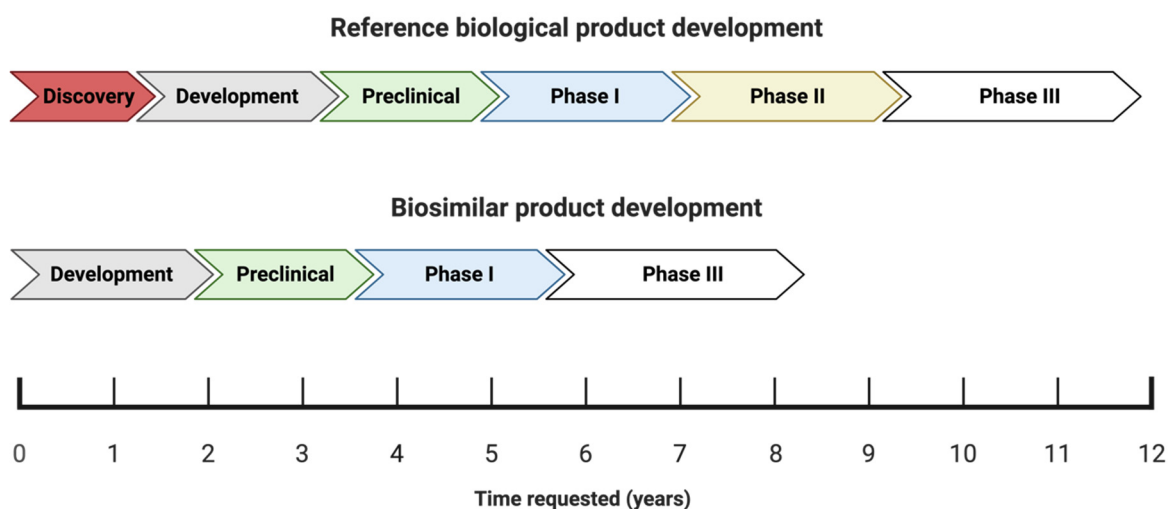 Reference biological product development
Discovery Development Preclinical Phase I Phase II Phase III
Biosimilar product development
Development Preclinical Phase I Phase III
0 1 2 3 4 5 6 7 8 9 10 11 12
Time requested (years)